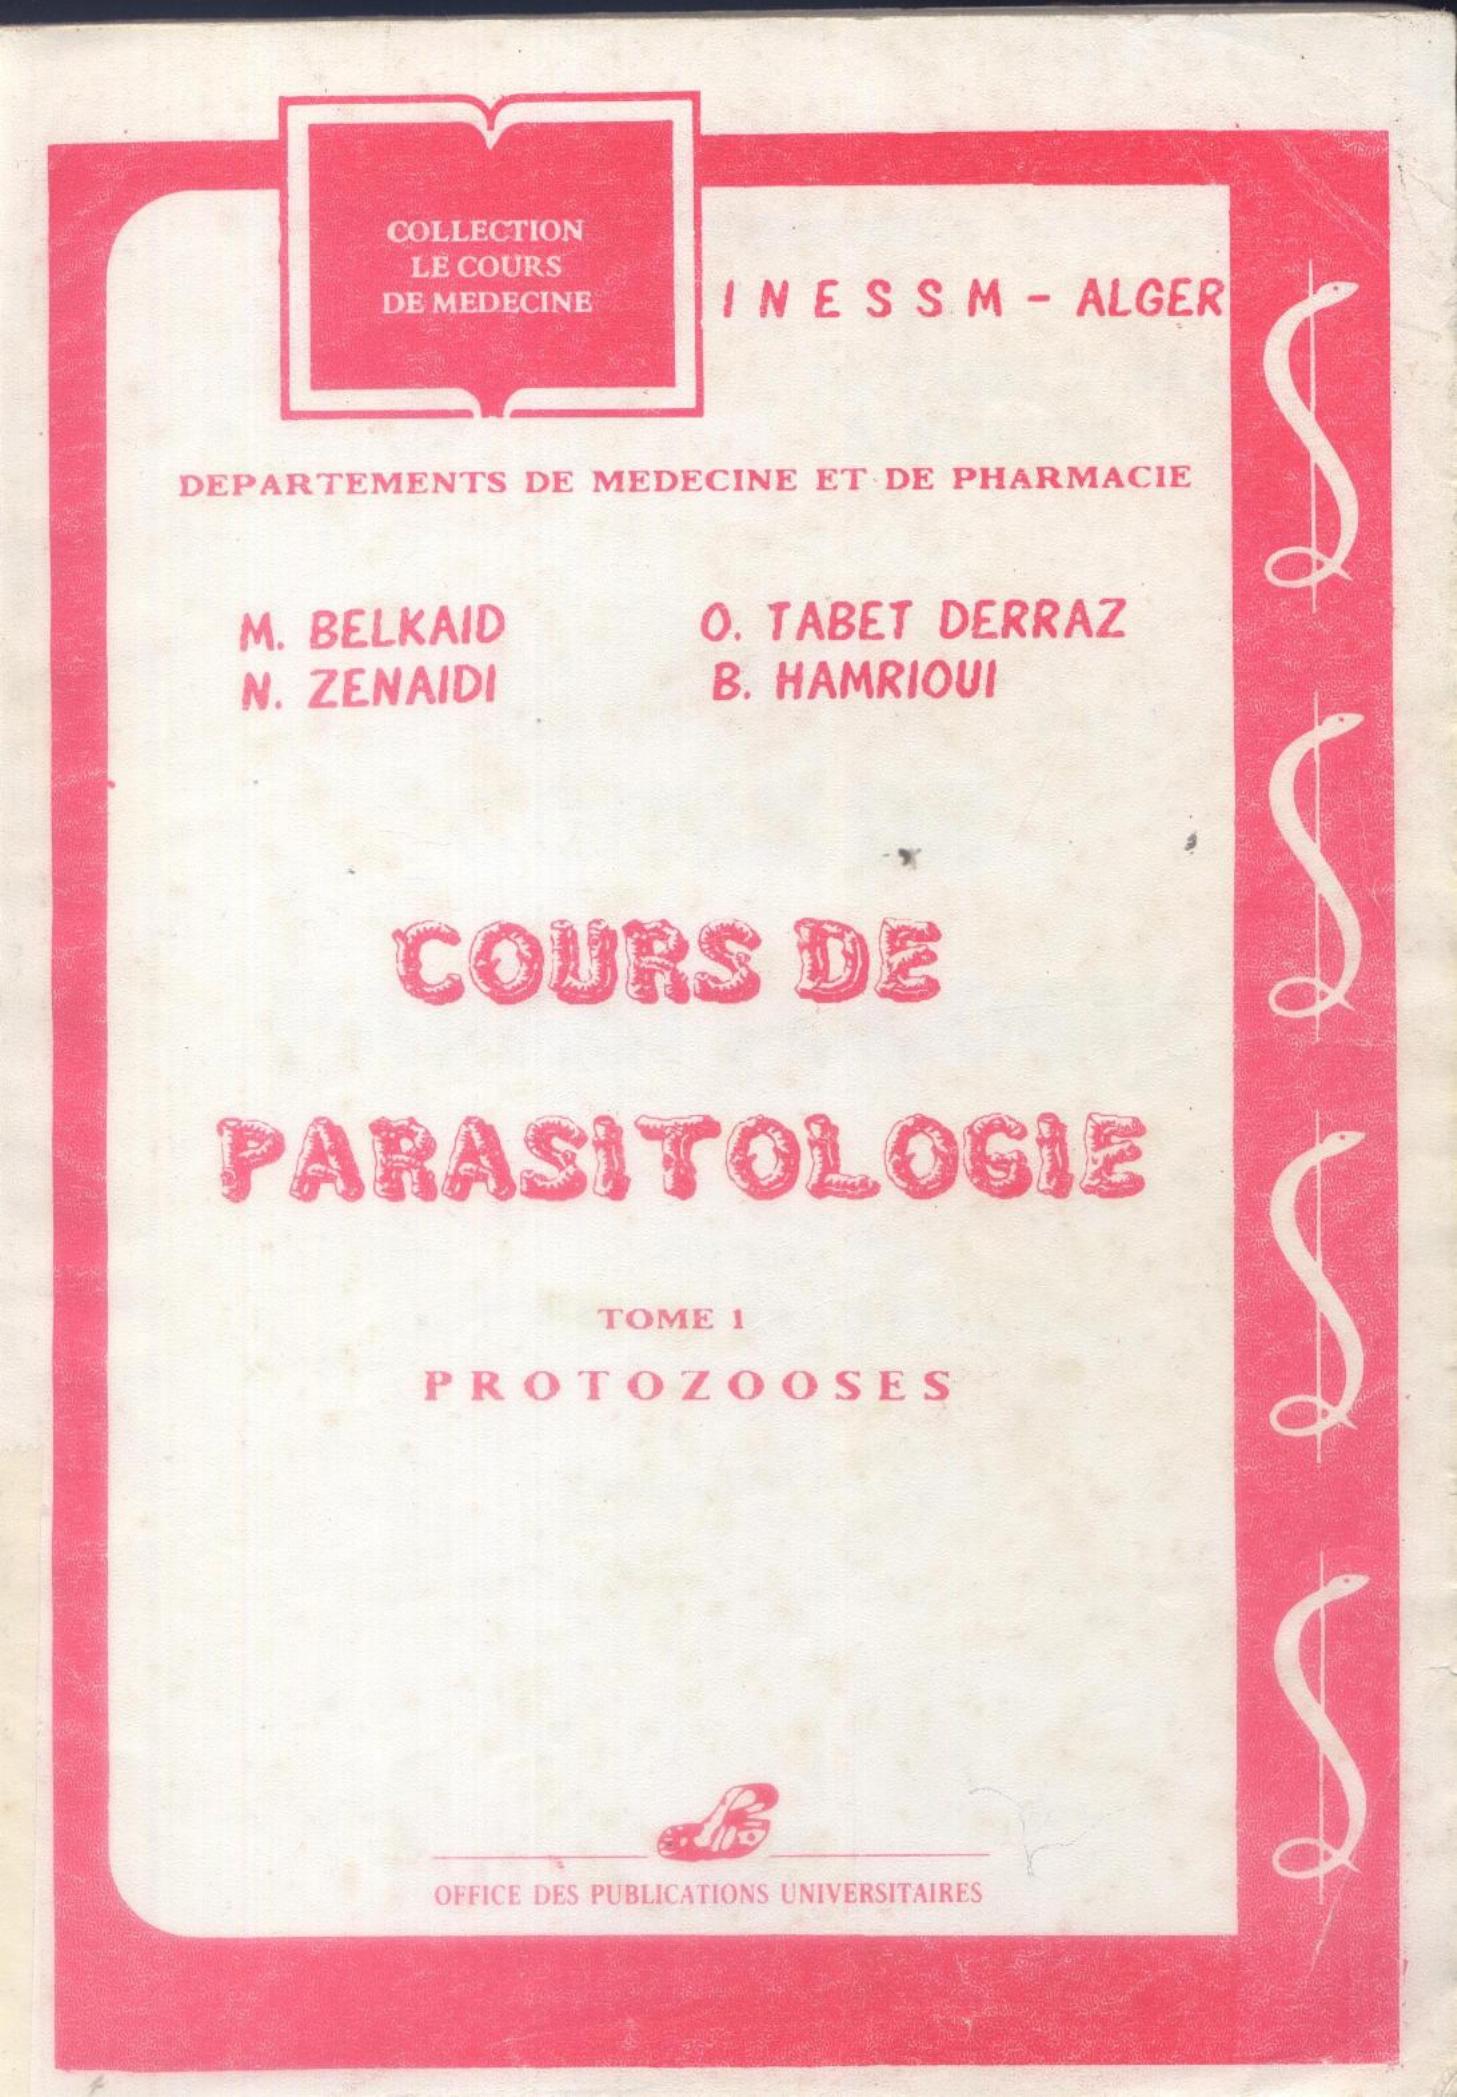 COLLECTION
LE COURS
DE MEDECINE
INESSM - ALGER
DEPARTEMENTS DE MEDECINE ET DE PHARMACIE
M. BELKAID
N. ZENAIDI
O. TABET DERRAZ
B. HAMRIOUI
COURS DE
PARASITOLOGIE
TOME 1
PROTOZOOSES
OFFICE DES PUBLICATIONS UNIVERSITAIRES